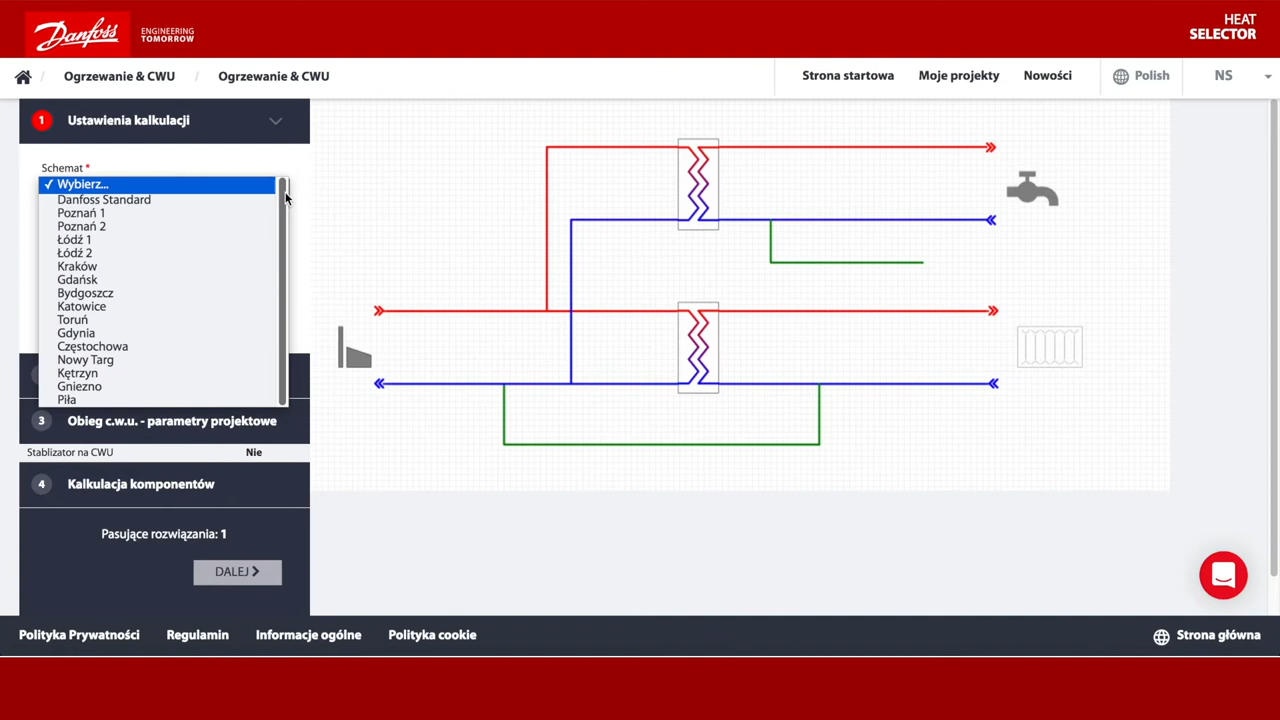 Danfoss
ENGINEERING
TOMORROW
HEAT
SELECTOR
/ Ogrzewanie & CWU / Ogrzewanie & CWU
Strona startowa Moje projekty Nowości Polish NS
1 Ustawienia kalkulacji
Schemat *
✓ Wybierz...
Danfoss Standard
Poznań 1
Poznań 2
Łódź 1
Łódź 2
Kraków
Gdańsk
Bydgoszcz
Katowice
Toruń
Gdynia
Częstochowa
Nowy Targ
Kętrzyn
Gniezno
Piła
3 Obieg c.w.u. - parametry projektowe
Stablizator na CWU Nie
4 Kalkulacja komponentów
Pasujące rozwiązania: 1
DALEJ
Polityka Prywatności Regulamin Informacje ogólne Polityka cookie Strona główna